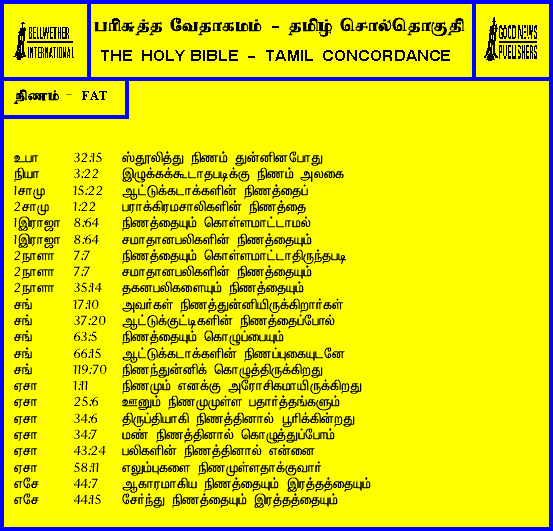 BELLWETHER
INTERNATIONAL
பரிசுத்த வேதாகமம் - தமிழ் சொல்தொகுதி
THE HOLY BIBLE - TAMIL CONCORDANCE
GOOD NEWS
PUBLISHERS
நிணம் - FAT
உபா 32:15 ஸ்தூலித்து நிணம் துன்னினபோது
நியா 3:22 இழுக்கக்கூடாதபடிக்கு நிணம் அலகை
1சாமு 15:22 ஆட்டுக்கடாக்களின் நிணத்தைப்
2சாமு 1:22 பராக்கிரமசாலிகளின் நிணத்தை
1இராஜா 8:64 நிணத்தையும் கொள்ளமாட்டாமல்
1இராஜா 8:64 சமாதானபலிகளின் நிணத்தையும்
2நாளா 7:7 நிணத்தையும் கொள்ளமாட்டாதிருந்தபடி
2நாளா 7:7 சமாதானபலிகளின் நிணத்தையும்
2நாளா 35:14 தகனபலிகளையும் நிணத்தையும்
சங் 17:10 அவர்கள் நிணத்துன்னியிருக்கிறார்கள்
சங் 37:20 ஆட்டுக்குட்டிகளின் நிணத்தைப்போல்
சங் 63:5 நிணத்தையும் கொழுப்பையும்
சங் 66:15 ஆட்டுக்கடாக்களின் நிணப்புகையுடனே
சங் 119:70 நிணந்துன்னிக் கொழுத்திருக்கிறது
ஏசா 1:11 நிணமும் எனக்கு அரோசிகமாயிருக்கிறது
ஏசா 25:6 ஊனும் நிணமுமுள்ள பதார்த்தங்களும்
ஏசா 34:6 திருப்தியாகி நிணத்தினால் பூரிக்கின்றது
ஏசா 34:7 மண் நிணத்தினால் கொழுத்துப்போம்
ஏசா 43:24 பலிகளின் நிணத்தினால் என்னை
ஏசா 58:11 எலும்புகளை நிணமுள்ளதாக்குவார்
எசே 44:7 ஆகாரமாகிய நிணத்தையும் இரத்தத்தையும்
எசே 44:15 சேர்ந்து நிணத்தையும் இரத்தத்தையும்